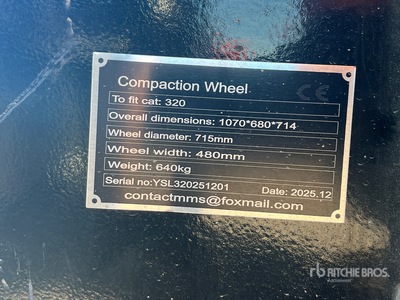 Compaction Wheel CE
To fit cat: 320
Overall dimensions: 1070*680*714
Wheel diameter: 715mm
Wheel width: 480mm
Weight: 640kg
Serial no:YSL320251201 Date: 2025.12
contactmms@foxmail.com
rb RITCHIE BROS.